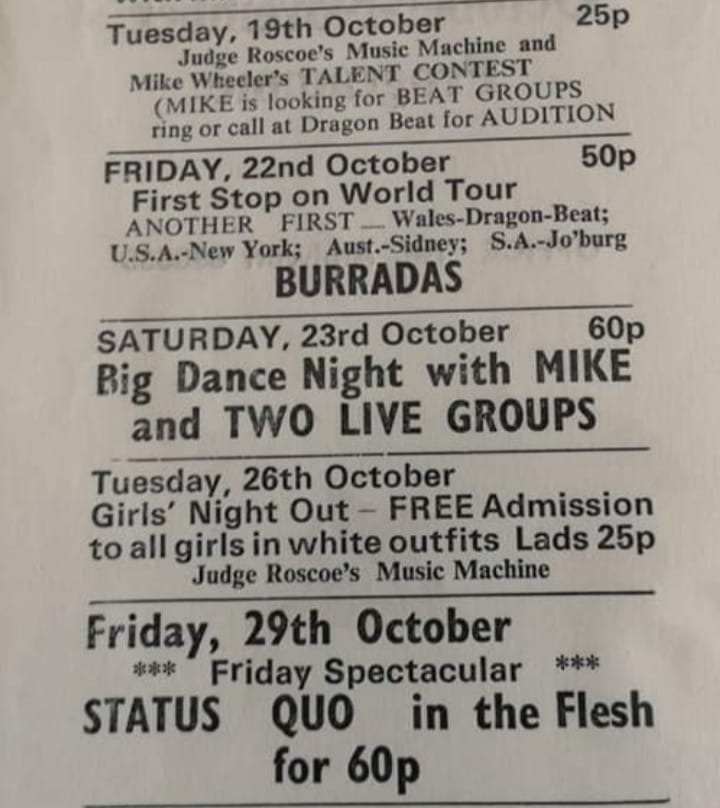 Tuesday, 19th October 25p
Judge Roscoe's Music Machine and
Mike Wheeler's TALENT CONTEST
(MIKE is looking for BEAT GROUPS
ring or call at Dragon Beat for AUDITION
FRIDAY, 22nd October 50p
First Stop on World Tour
ANOTHER FIRST .... Wales-Dragon-Beat;
U.S.A.-New York; Aust.-Sidney; S.A.-Jo'burg
BURRADAS
SATURDAY, 23rd October 60p
Big Dance Night with MIKE
and TWO LIVE GROUPS
Tuesday, 26th October
Girls' Night Out – FREE Admission
to all girls in white outfits Lads 25p
Judge Roscoe's Music Machine
Friday, 29th October
*** Friday Spectacular ***
STATUS QUO in the Flesh
for 60p